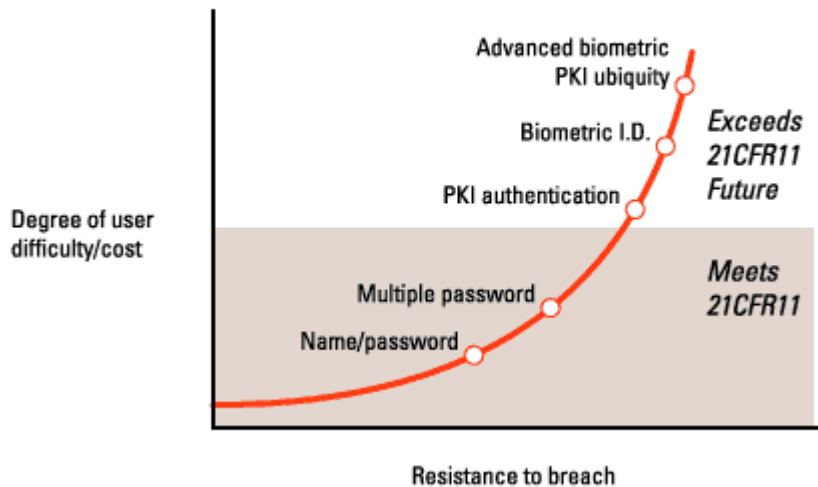 Advanced biometric
PKI ubiquity
Biometric I.D.
Exceeds
21CFR11
Future
PKI authentication
Degree of user
difficulty/cost
Meets
21CFR11
Multiple password
Name/password
Resistance to breach